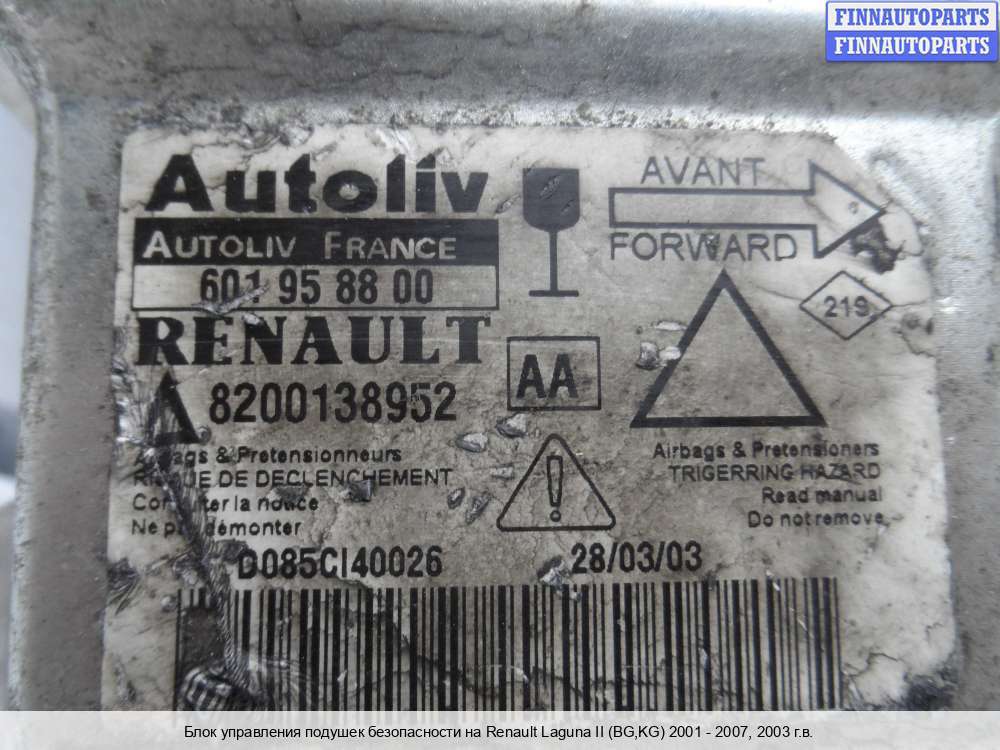 FINNAUTOPARTS
FINNAUTOPARTS
Autoliv
AUTOLIV FRANCE
601 95 88 00
RENAULT
8200138952
AA
AVANT
FORWARD
219
Airbags & Pretensionneurs
DE DECLENCHEMENT
la notice
Ne démonter
Airbags & Pretensioners
TRIGERRING HAZARD
Read manual
Do not remove
D085CI40026
28/03/03
Блок управления подушек безопасности на Renault Laguna II (BG,KG) 2001 - 2007, 2003 г.в.